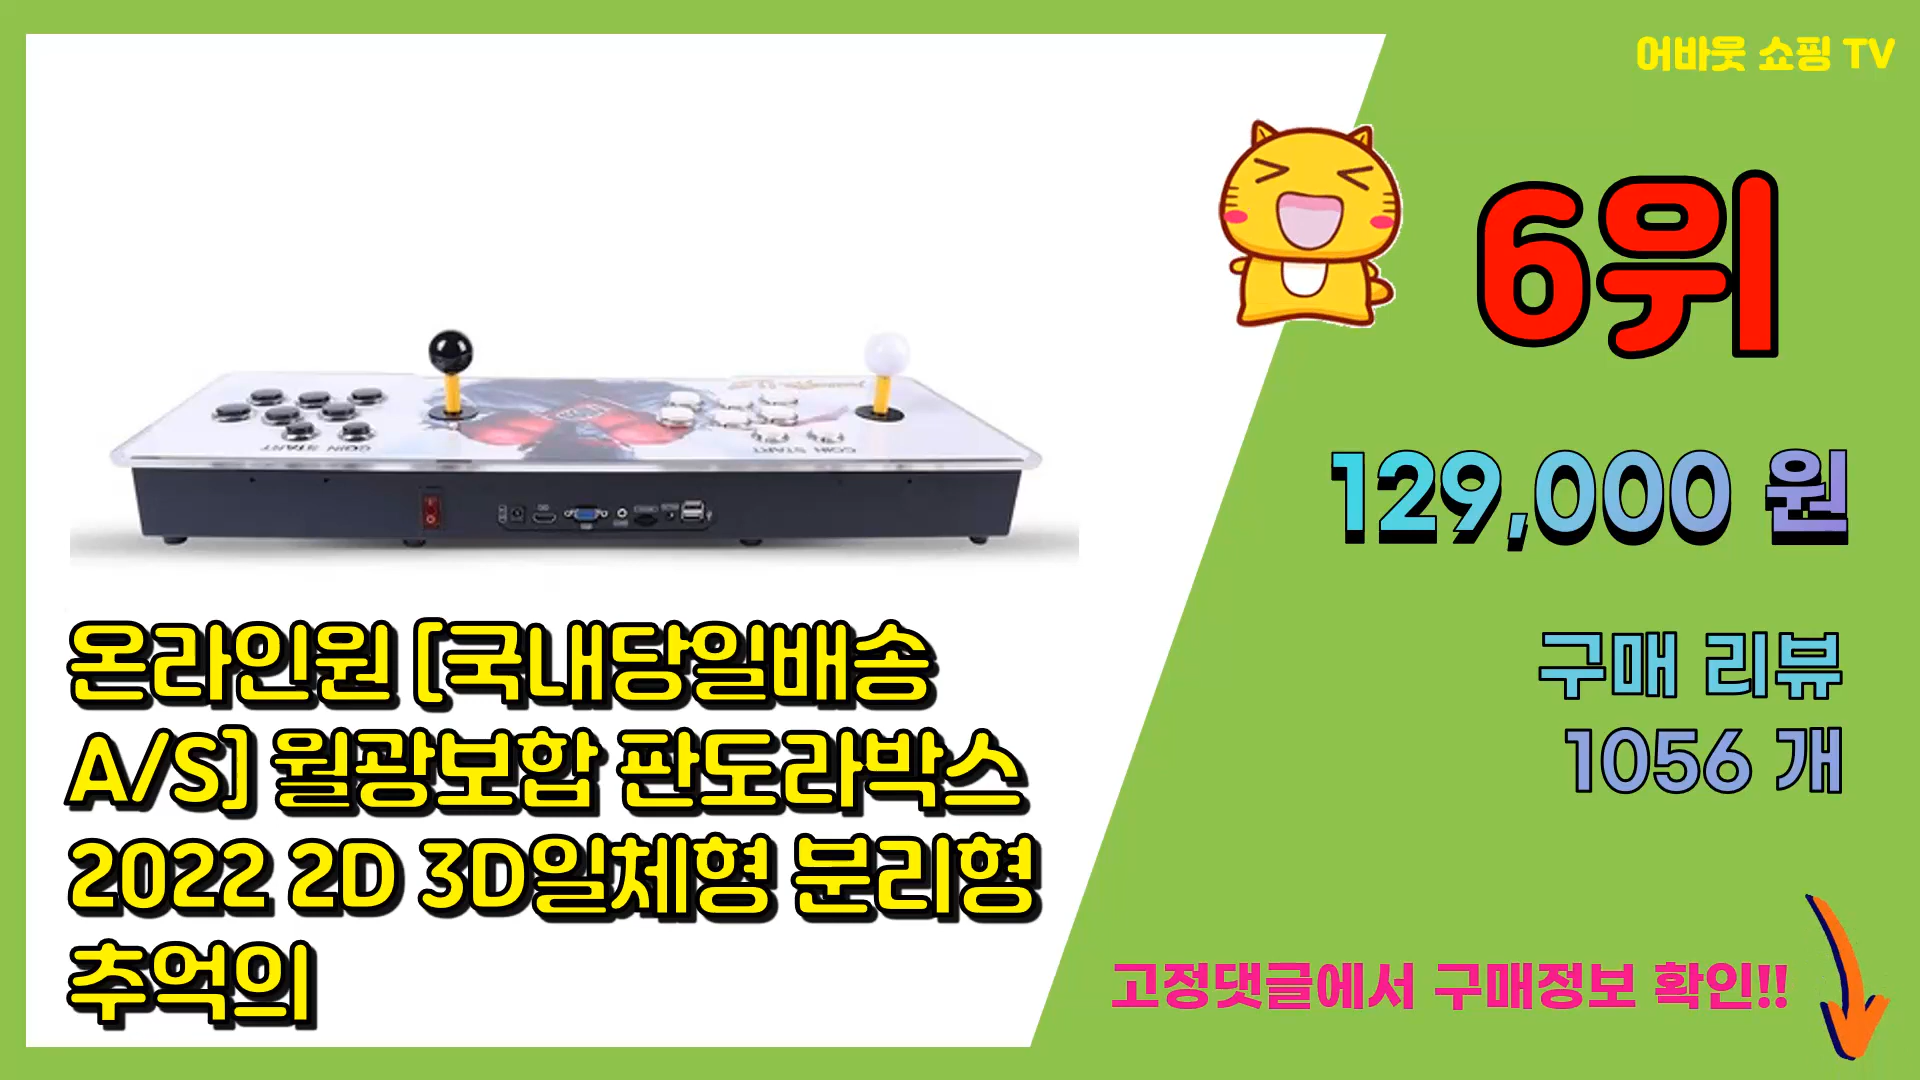 어바웃 쇼핑 TV
6위
129,000 원
구매 리뷰
1056 개
COIN START
COIN START
온라인원 [국내당일배송
A/S] 월광보합 판도라박스
2022 2D 3D일체형 분리형
추억의
고정댓글에서 구매정보 확인!!